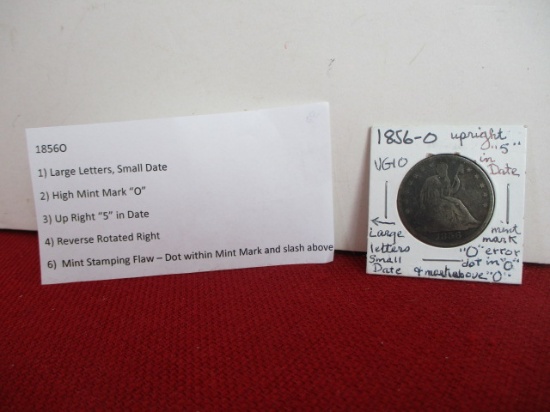 1856O
1) Large Letters, Small Date
2) High Mint Mark "O"
3) Up Right "5" in Date
4) Reverse Rotated Right
6) Mint Stamping Flaw – Dot within Mint Mark and slash above
1856-O upright
"5"
VG10 in
Date
← Large mint
letters mark
Small "O" error
Date dot in "O"
& mark above "O"